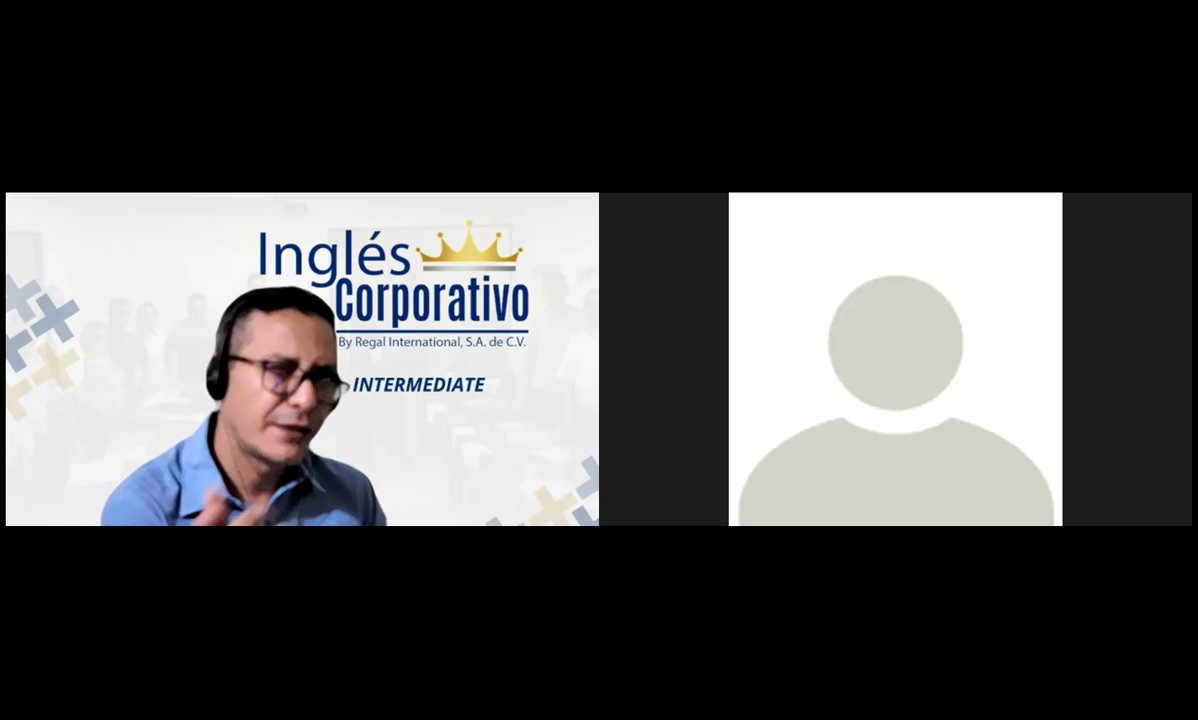 Inglés
Corporativo
By Regal International, S.A. de C.V.
INTERMEDIATE